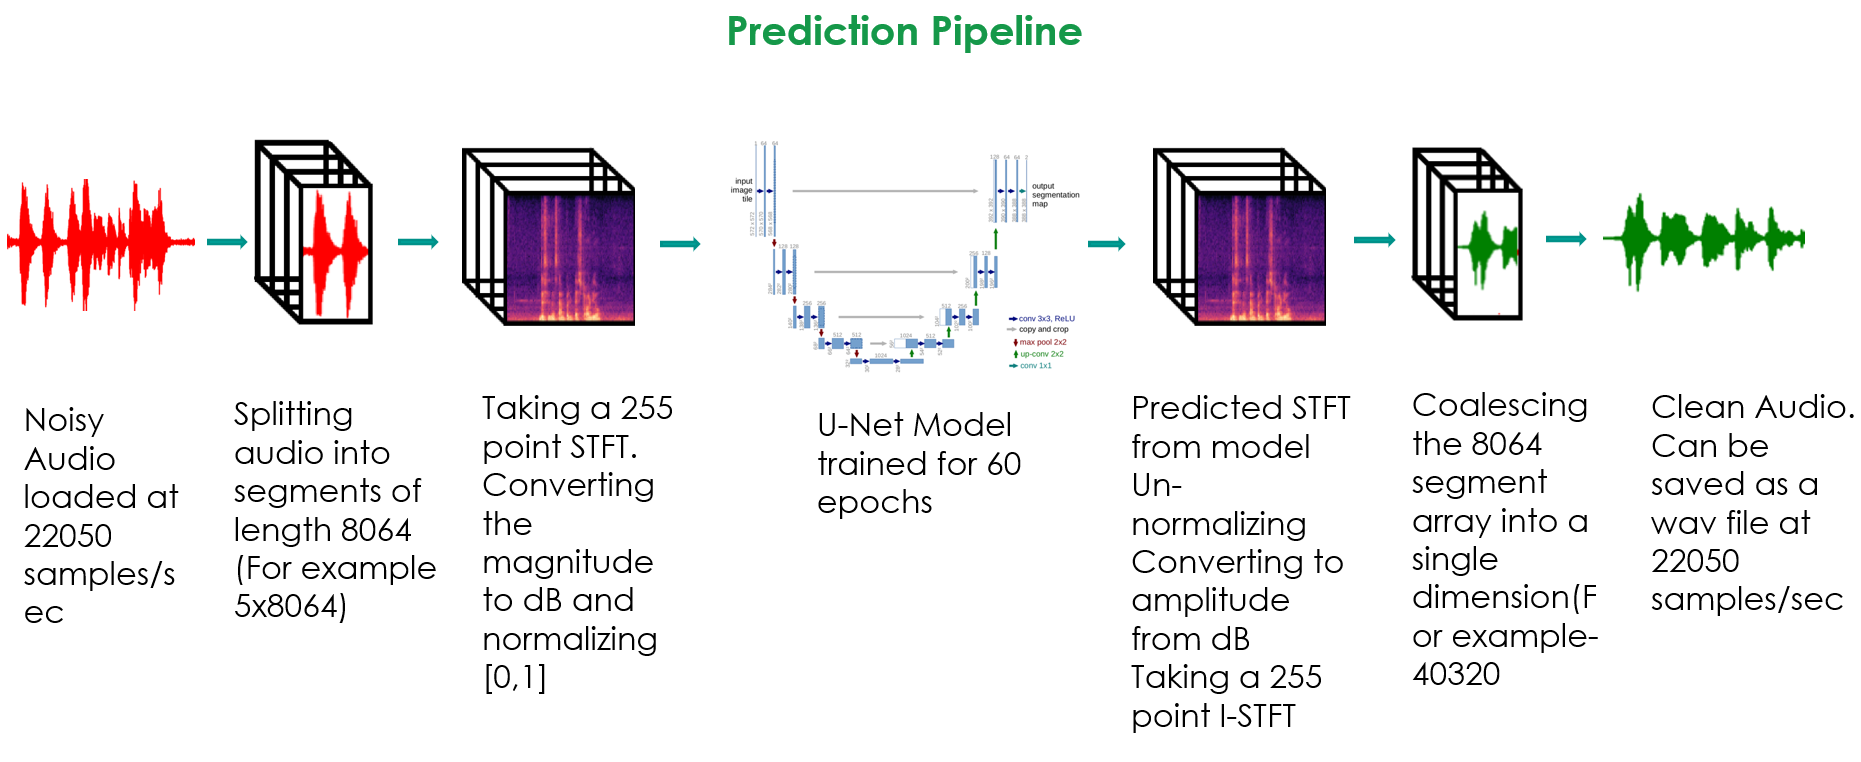 Prediction Pipeline
input
image
tile
output
segmentation
map
conv 3x3, ReLU
copy and crop
max pool 2x2
up-conv 2x2
conv 1x1
Noisy
Audio
loaded at
22050
samples/s
ec
Splitting
audio into
segments of
length 8064
(For example
5x8064)
Taking a 255
point STFT.
Converting
the
magnitude
to dB and
normalizing
[0,1]
U-Net Model
trained for 60
epochs
Predicted STFT
from model
Un-
normalizing
Converting to
amplitude
from dB
Taking a 255
point I-STFT
Coalescing
the 8064
segment
array into a
single
dimension(F
or example-
40320
Clean Audio.
Can be
saved as a
wav file at
22050
samples/sec